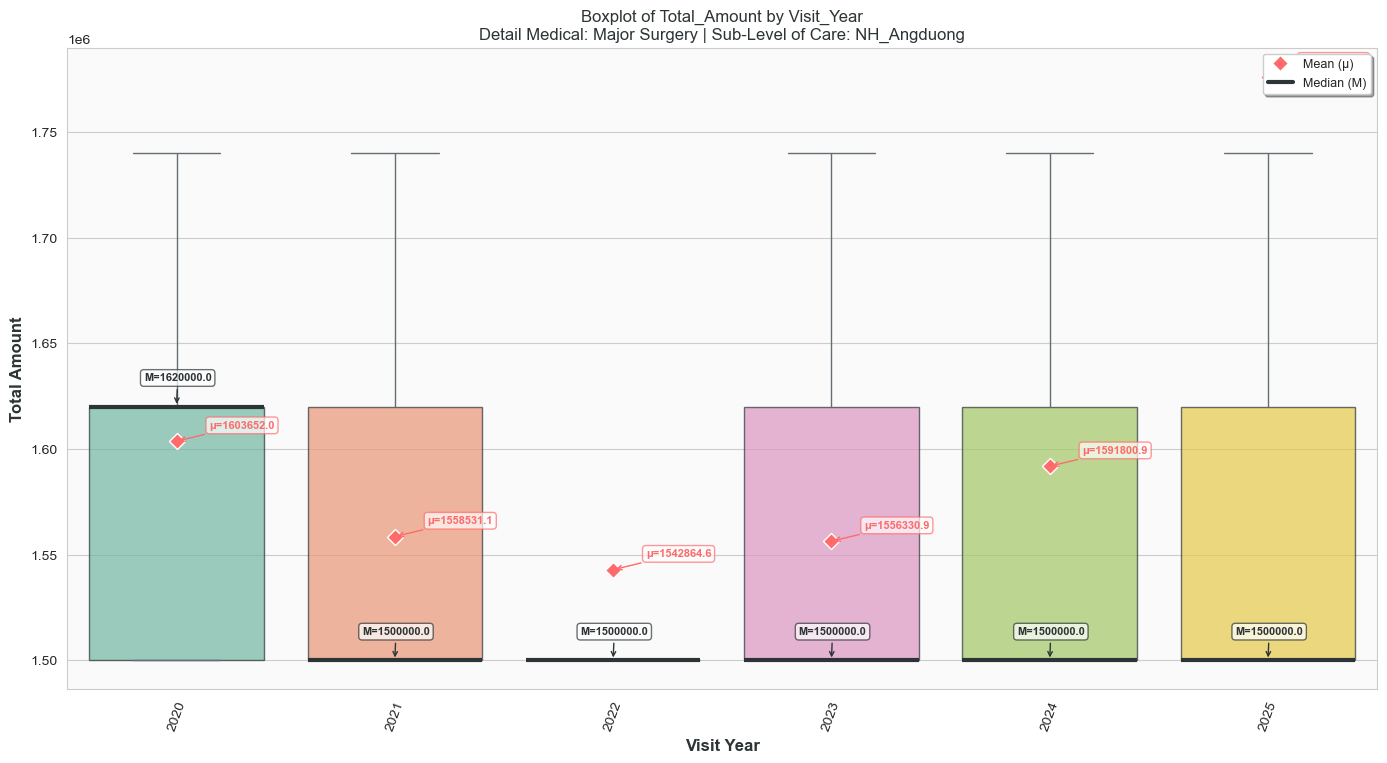 Boxplot of Total_Amount by Visit_Year
Detail Medical: Major Surgery | Sub-Level of Care: NH_Angduong
1e6
Mean (μ)
Median (M)
1.75
1.70
1.65
1.60
1.55
1.50
Total Amount
M=1620000.0
μ=1603652.0
μ=1558531.1
M=1500000.0
μ=1542864.6
M=1500000.0
μ=1556330.9
M=1500000.0
μ=1591800.9
M=1500000.0
M=1500000.0
2020
2021
2022
2023
2024
2025
Visit Year